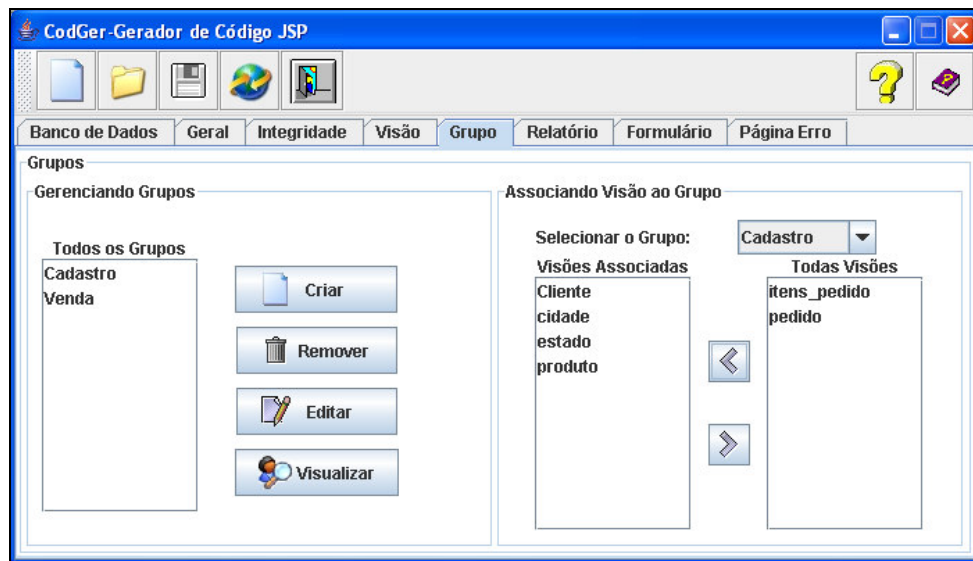 CodGer-Gerador de Código JSP
Banco de Dados Geral Integridade Visão Grupo Relatório Formulário Página Erro
Grupos
Gerenciando Grupos
Todos os Grupos
Cadastro
Venda
Criar
Remover
Editar
Visualizar
Associando Visão ao Grupo
Selecionar o Grupo: Cadastro
Visões Associadas
Cliente
cidade
estado
produto
Todas Visões
itens_pedido
pedido